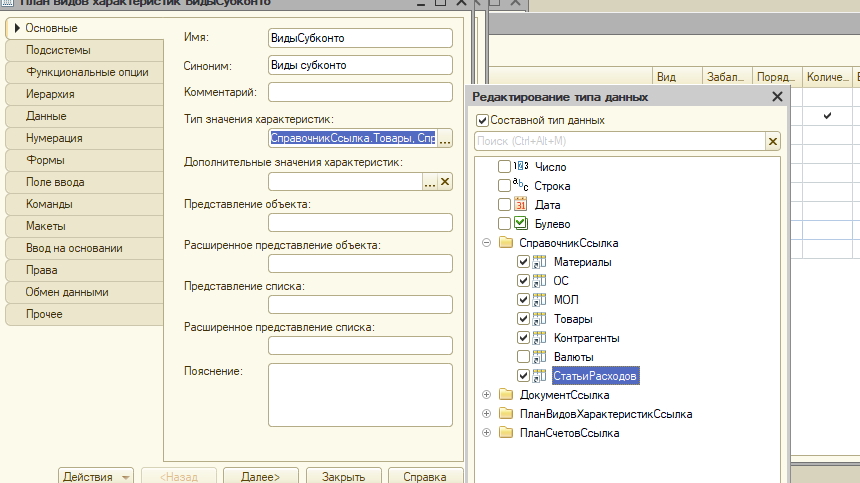 План видов характеристик ВидыСубконто
Основные
Подсистемы
Функциональные опции
Иерархия
Данные
Нумерация
Формы
Поле ввода
Команды
Макеты
Ввод на основании
Права
Обмен данными
Прочее
Имя:
ВидыСубконто
Синоним:
Виды субконто
Комментарий:
Тип значения характеристик:
СправочникСсылка.Товары, Спр
...
Дополнительные значения характеристик:
...
Представление объекта:
Расширенное представление объекта:
Представление списка:
Расширенное представление списка:
Пояснение:
Действия
<Назад
Далее>
Закрыть
Справка
Вид
Забал...
Поряд...
Количе...
Редактирование типа данных
Составной тип данных
Поиск (Ctrl+Alt+M)
Число
Строка
Дата
Булево
СправочникСсылка
Материалы
ОС
МОЛ
Товары
Контрагенты
Валюты
СтатьиРасходов
ДокументСсылка
ПланВидовХарактеристикСсылка
ПланСчетовСсылка